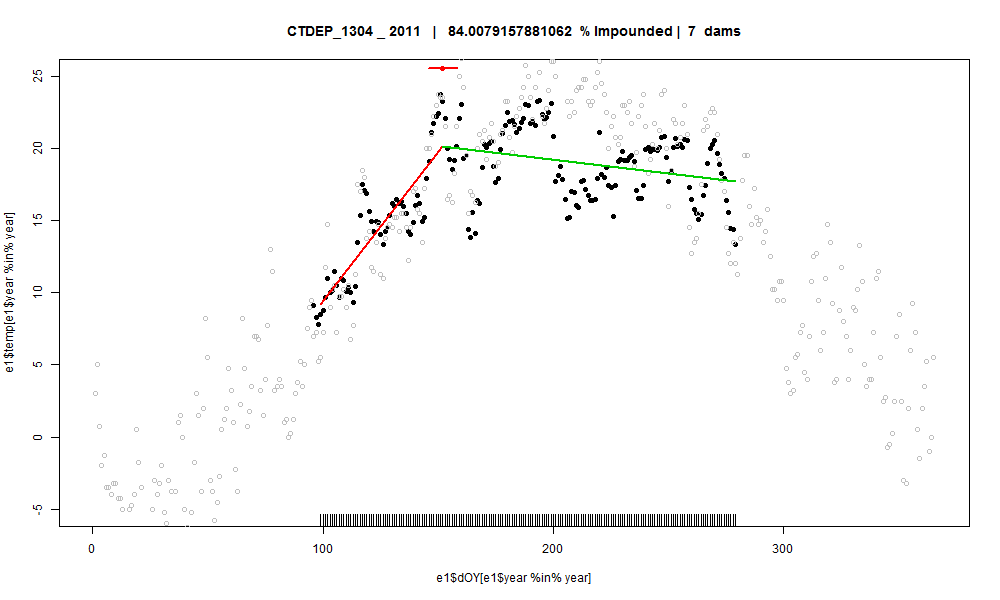 CTDEP_1304 _ 2011 | 84.0079157881062 % Impounded | 7 dams
25
20
15
10
5
0
-5
e1$temp[e1$year %in% year]
0 100 200 300
e1$dOY[e1$year %in% year]